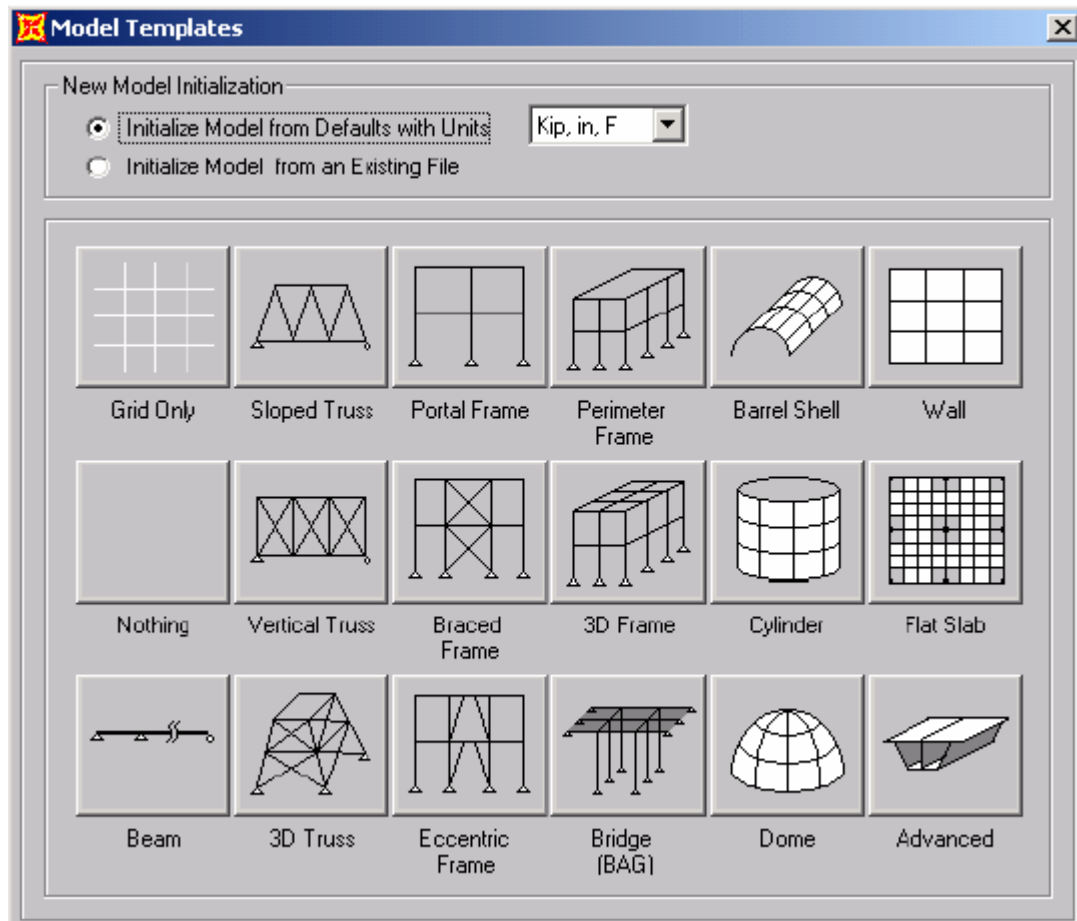 Model Templates
New Model Initialization
Initialize Model from Defaults with Units
Kip, in, F
Initialize Model from an Existing File
Grid Only
Sloped Truss
Portal Frame
Perimeter
Frame
Barrel Shell
Wall
Nothing
Vertical Truss
Braced
Frame
3D Frame
Cylinder
Flat Slab
Beam
3D Truss
Eccentric
Frame
Bridge
(BAG)
Dome
Advanced